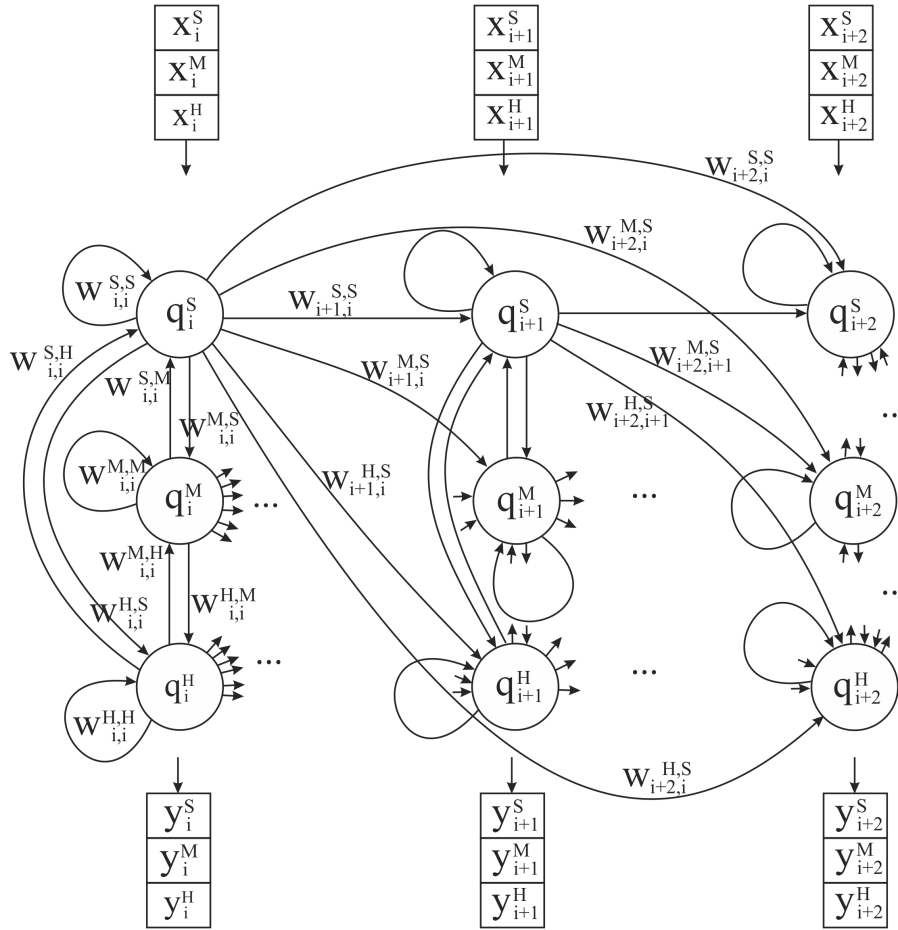 x_i^S x_{i+1}^S x_{i+2}^S
x_i^M x_{i+1}^M x_{i+2}^M
x_i^H x_{i+1}^H x_{i+2}^H
w_{i+2,i}^{S,S}
w_{i+2,i}^{M,S}
w_{i,i}^{S,S} w_{i+1,i}^{S,S}
q_i^S q_{i+1}^S q_{i+2}^S
w_{i,i}^{S,H} w_{i,i}^{S,M} w_{i+1,i}^{M,S} w_{i+2,i+1}^{M,S}
w_{i,i}^{M,S} w_{i+2,i+1}^{H,S} ..
w_{i,i}^{M,M} w_{i+1,i}^{H,S}
q_i^M ... q_{i+1}^M ... q_{i+2}^M
w_{i,i}^{M,H}
w_{i,i}^{H,S} w_{i,i}^{H,M} ..
q_i^H ... q_{i+1}^H ... q_{i+2}^H
w_{i,i}^{H,H}
w_{i+2,i}^{H,S}
y_i^S y_{i+1}^S y_{i+2}^S
y_i^M y_{i+1}^M y_{i+2}^M
y_i^H y_{i+1}^H y_{i+2}^H